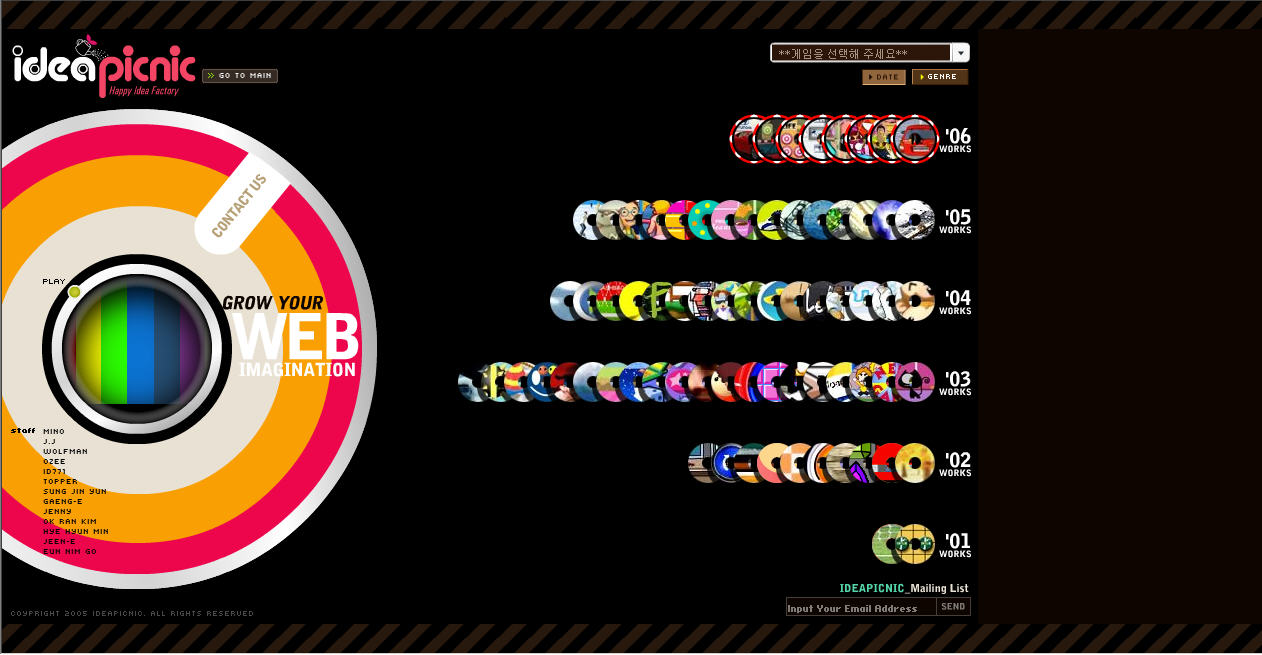 ideapicnic
Happy Idea Factory
GO TO MAIN
**게임을 선택해 주세요**
DATE
GENRE
CONTACT US
PLAY
GROW YOUR
WEB
IMAGINATION
staff
MINO
J.J
WOLFMAN
OZEE
ID771
TOPPER
SUNG JIN YUN
GAENG-E
JENNY
OK RAN KIM
HYE HYUN MIN
JEEN-E
EUN NIM GO
'06
WORKS
'05
WORKS
'04
WORKS
'03
WORKS
'02
WORKS
'01
WORKS
IDEAPICNIC_Mailing List
Input Your Email Address
SEND
COPYRIGHT 2005 IDEAPICNIC. ALL RIGHTS RESERVED